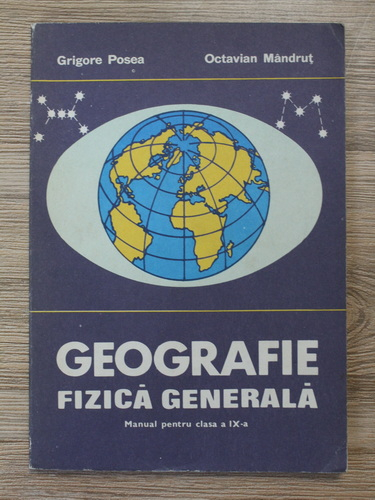 Grigore Posea Octavian Mândruț
GEOGRAFIE
FIZICĂ GENERALĂ
Manual pentru clasa a IX-a